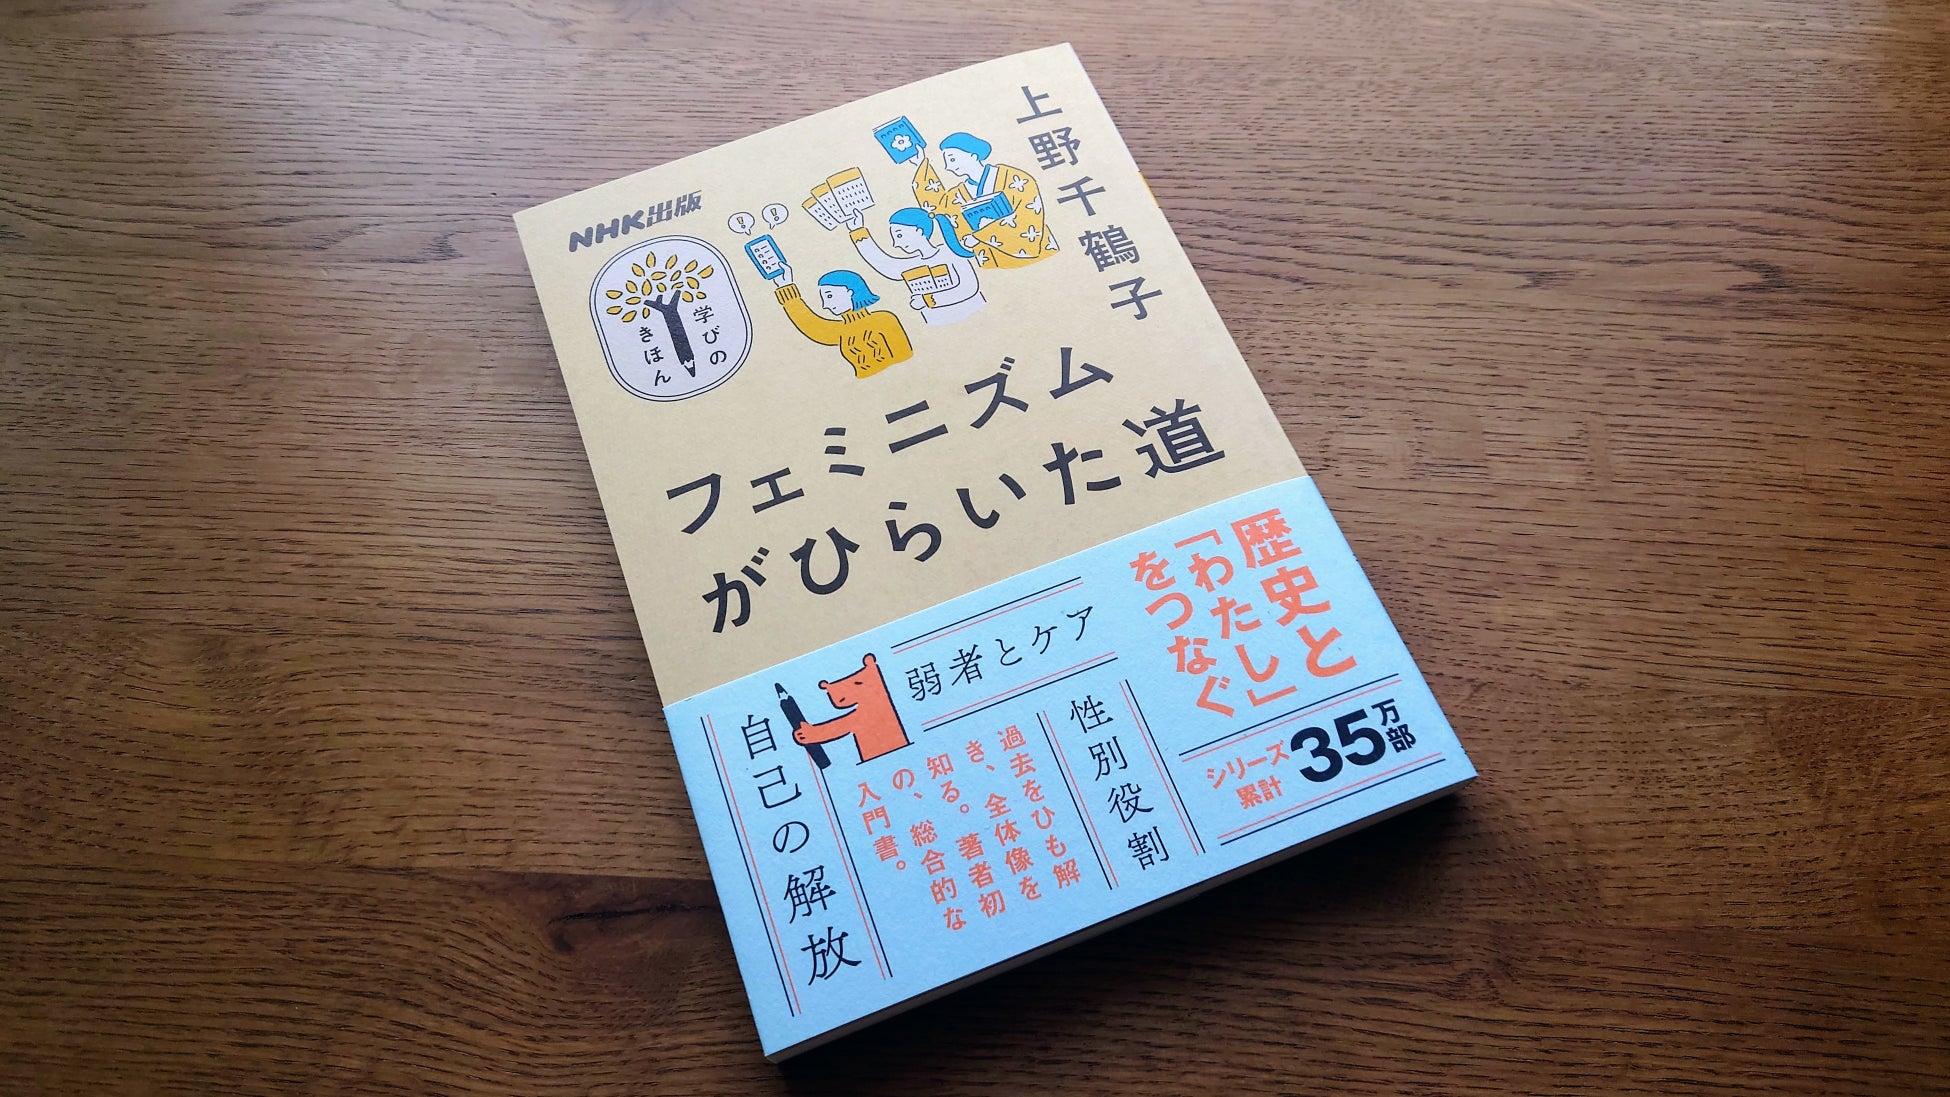 上野千鶴子
NHK出版
学びの
きほん
フェミニズム
がひらいた道
歴史と
「わたし」
をつなぐ
シリーズ
累計
35万部
弱者とケア
性別役割
過去をひも解
き、全体像を
知る。著者初
の、総合的な
入門書。
自己の解放